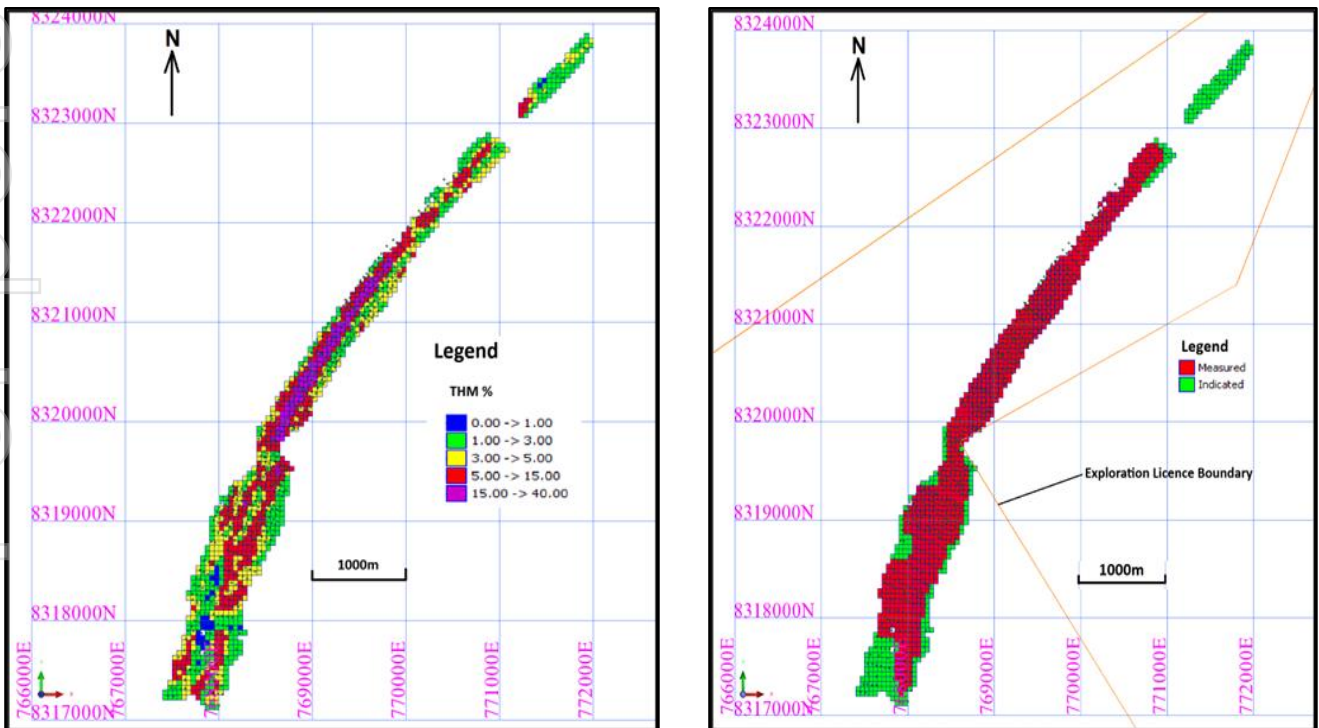 8324000N
N
8323000N
8322000N
8321000N
Legend
THM %
8320000N
0.00 -> 1.00
1.00 -> 3.00
3.00 -> 5.00
5.00 -> 15.00
15.00 -> 40.00
8319000N
1000m
8318000N
8317000N
766000E
767000E
769000E
770000E
771000E
772000E
8324000N
N
8323000N
8322000N
8321000N
Legend
Measured
Indicated
8320000N
Exploration Licence Boundary
8319000N
1000m
8318000N
8317000N
766000E
767000E
769000E
770000E
771000E
772000E